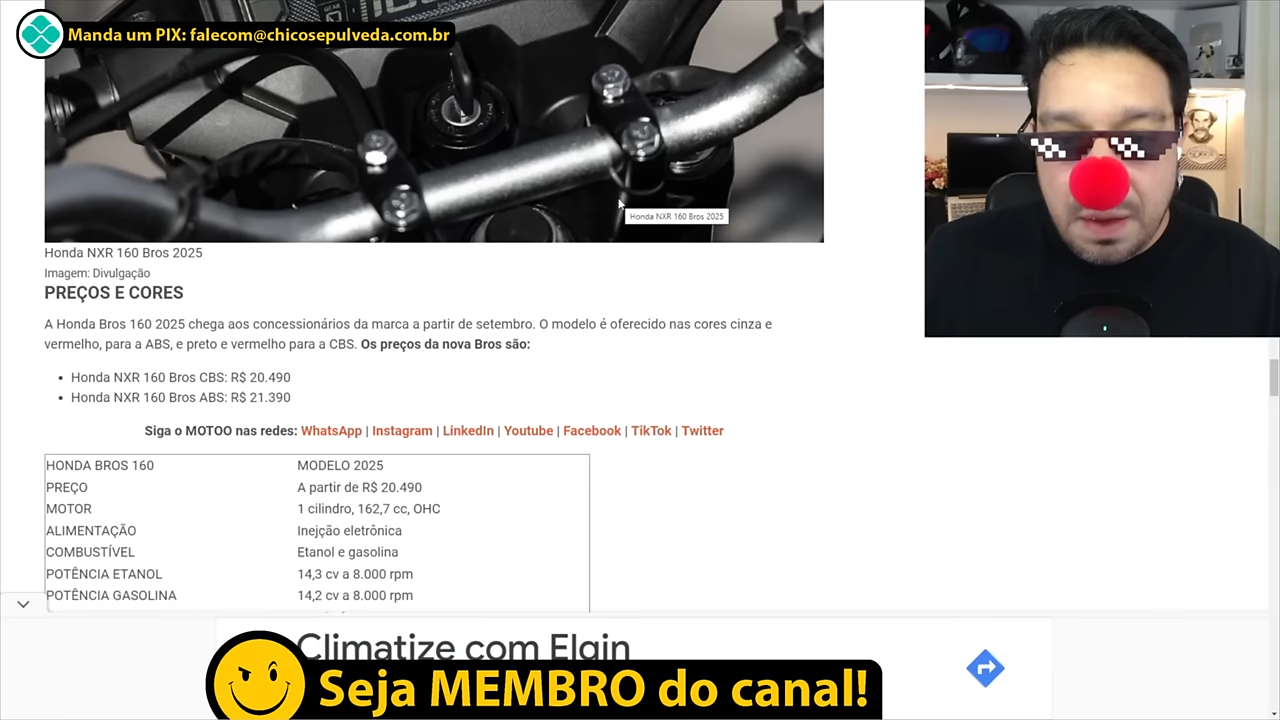 Manda um PIX: falecom@chicosepulveda.com.br
Honda NXR 160 Bros 2025
Honda NXR 160 Bros 2025
Imagem: Divulgação
PREÇOS E CORES
A Honda Bros 160 2025 chega aos concessionários da marca a partir de setembro. O modelo é oferecido nas cores cinza e
vermelho, para a ABS, e preto e vermelho para a CBS. Os preços da nova Bros são:
• Honda NXR 160 Bros CBS: R$ 20.490
• Honda NXR 160 Bros ABS: R$ 21.390
Siga o MOTOO nas redes: WhatsApp | Instagram | LinkedIn | Youtube | Facebook | TikTok | Twitter
HONDA BROS 160 MODELO 2025
PREÇO A partir de R$ 20.490
MOTOR 1 cilindro, 162,7 cc, OHC
ALIMENTAÇÃO Inejção eletrônica
COMBUSTÍVEL Etanol e gasolina
POTÊNCIA ETANOL 14,3 cv a 8.000 rpm
POTÊNCIA GASOLINA 14,2 cv a 8.000 rpm
Climatize com Elgin
Seja MEMBRO do canal!